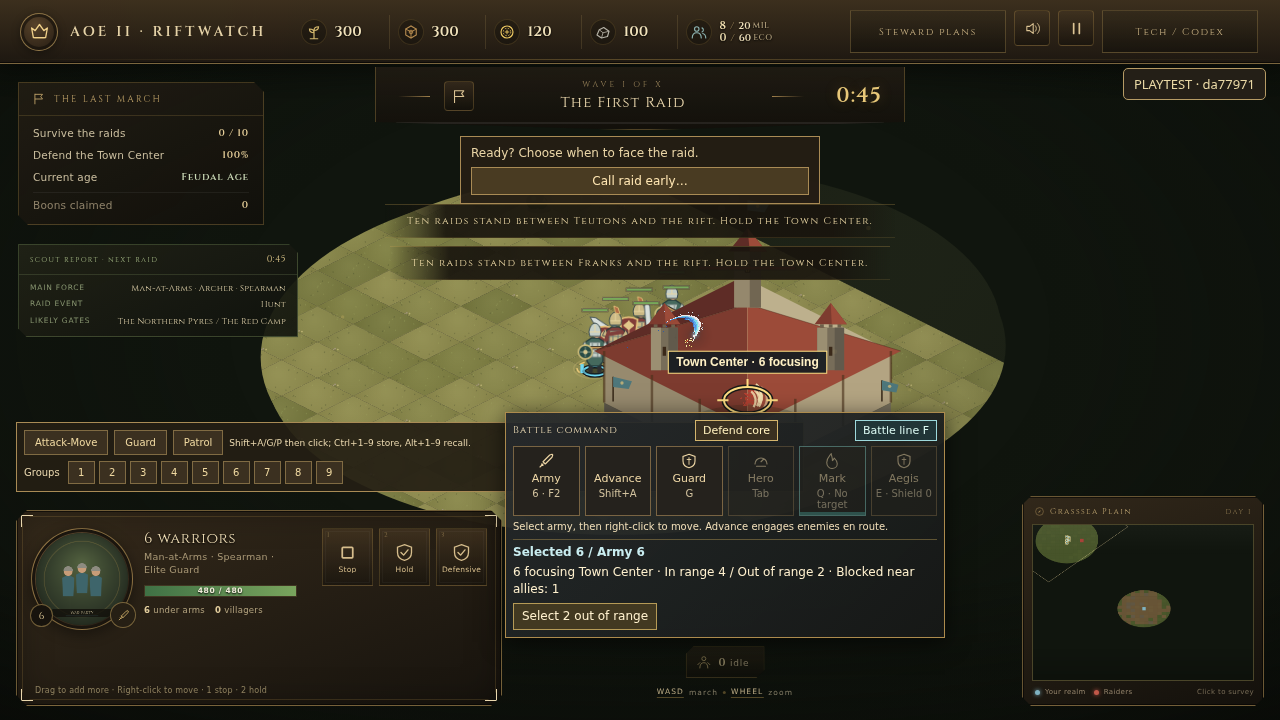 AOE II · RIFTWATCH
300
300
120
100
8 / 20 MIL
0 / 60 ECO
Steward plans
Tech / Codex
PLAYTEST · da77971
THE LAST MARCH
Survive the raids 0 / 10
Defend the Town Center 100%
Current age Feudal Age
Boons claimed 0
WAVE I OF X
The First Raid
0:45
Ready? Choose when to face the raid.
Call raid early...
Ten raids stand between Teutons and the rift. Hold the Town Center.
Ten raids stand between Franks and the rift. Hold the Town Center.
SCOUT REPORT · NEXT RAID 0:45
MAIN FORCE Man-at-Arms · Archer · Spearman
RAID EVENT Hunt
LIKELY GATES The Northern Pyres / The Red Camp
Town Center · 6 focusing
Attack-Move
Guard
Patrol
Shift+A/G/P then click; Ctrl+1–9 store, Alt+1–9 recall.
Groups 1 2 3 4 5 6 7 8 9
Battle command
Defend core
Battle line F
Army
6 · F2
Advance
Shift+A
Guard
G
Hero
Tab
Mark
Q · No target
Aegis
E · Shield 0
Select army, then right-click to move. Advance engages enemies en route.
Selected 6 / Army 6
6 focusing Town Center · In range 4 / Out of range 2 · Blocked near
allies: 1
Select 2 out of range
6 warriors
Man-at-Arms · Spearman ·
Elite Guard
480 / 480
6 under arms 0 villagers
6
1
Stop
2
Hold
3
Defensive
Drag to add more · Right-click to move · 1 stop · 2 hold
0 idle
WASD march • WHEEL zoom
Grasssea Plain
DAY 1
Your realm
Raiders
Click to survey